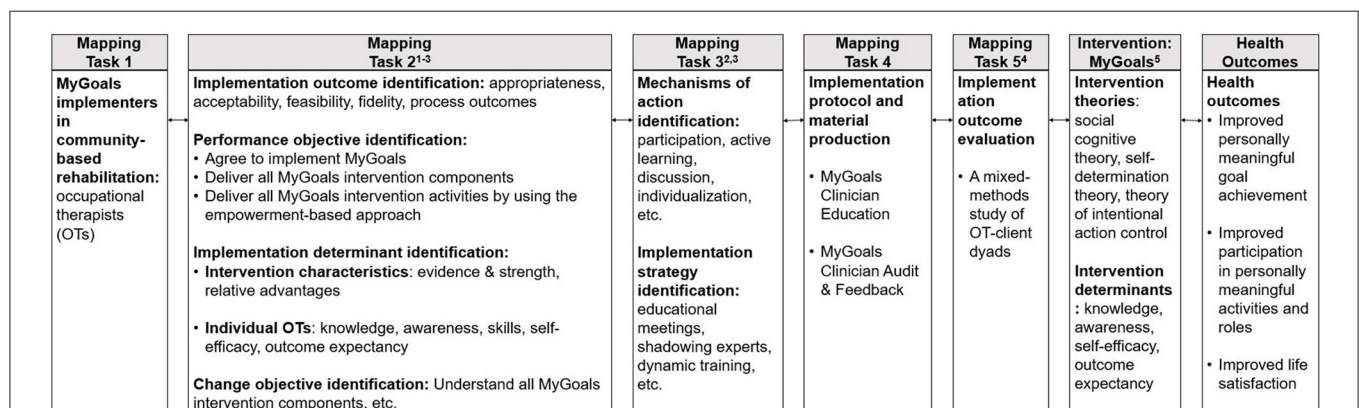 Mapping
Task 1
MyGoals
implementers
in
community-
based
rehabilitation:
occupational
therapists
(OTs)
Mapping
Task 2¹⁻³
Implementation outcome identification: appropriateness,
acceptability, feasibility, fidelity, process outcomes
Performance objective identification:
• Agree to implement MyGoals
• Deliver all MyGoals intervention components
• Deliver all MyGoals intervention activities by using the
empowerment-based approach
Implementation determinant identification:
• Intervention characteristics: evidence & strength,
relative advantages
• Individual OTs: knowledge, awareness, skills, self-
efficacy, outcome expectancy
Change objective identification: Understand all MyGoals
intervention components, etc.
Mapping
Task 3²,³
Mechanisms of
action
identification:
participation, active
learning,
discussion,
individualization,
etc.
Implementation
strategy
identification:
educational
meetings,
shadowing experts,
dynamic training,
etc.
Mapping
Task 4
Implementation
protocol and
material
production
• MyGoals
Clinician
Education
• MyGoals
Clinician Audit
& Feedback
Mapping
Task 5⁴
Implement
ation
outcome
evaluation
• A mixed-
methods
study of
OT-client
dyads
Intervention:
MyGoals⁵
Intervention
theories:
social
cognitive
theory, self-
determination
theory, theory
of intentional
action control
Intervention
determinants
: knowledge,
awareness,
self-efficacy,
outcome
expectancy
Health
Outcomes
Health
outcomes
• Improved
personally
meaningful
goal
achievement
• Improved
participation
in personally
meaningful
activities and
roles
• Improved life
satisfaction